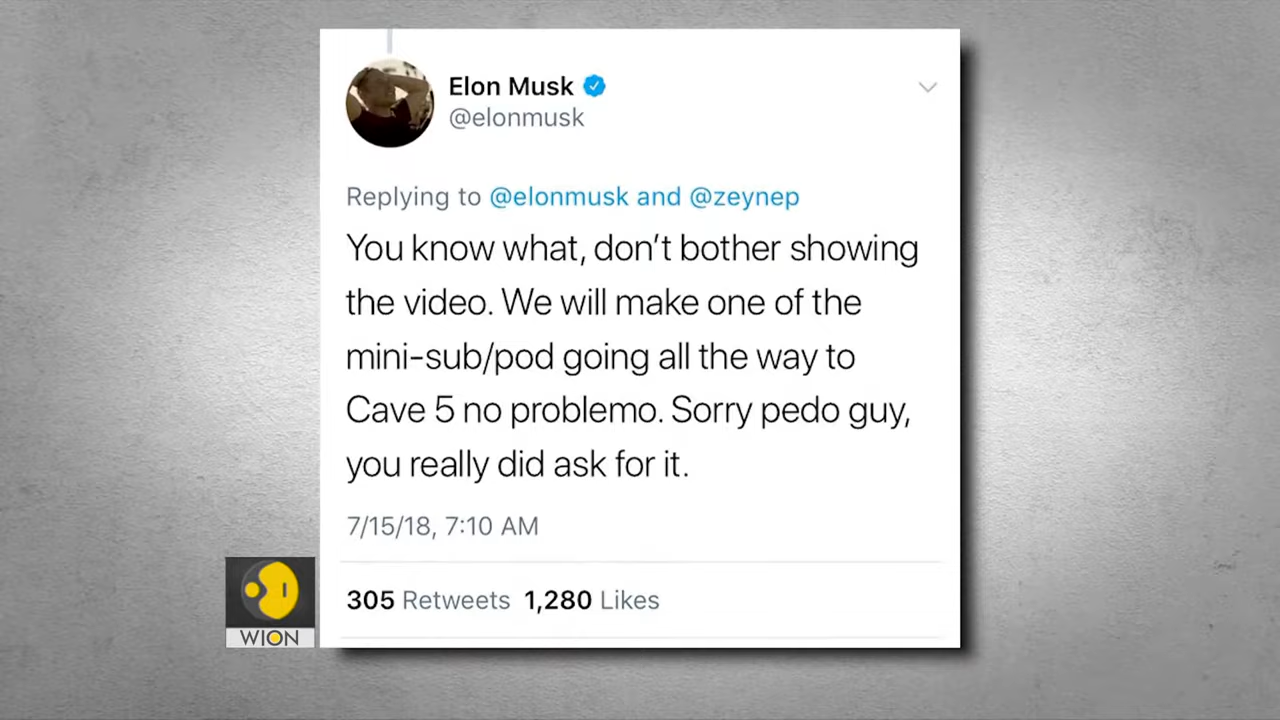 Elon Musk
@elonmusk
Replying to @elonmusk and @zeynep
You know what, don’t bother showing
the video. We will make one of the
mini-sub/pod going all the way to
Cave 5 no problemo. Sorry pedo guy,
you really did ask for it.
7/15/18, 7:10 AM
305 Retweets 1,280 Likes
WION